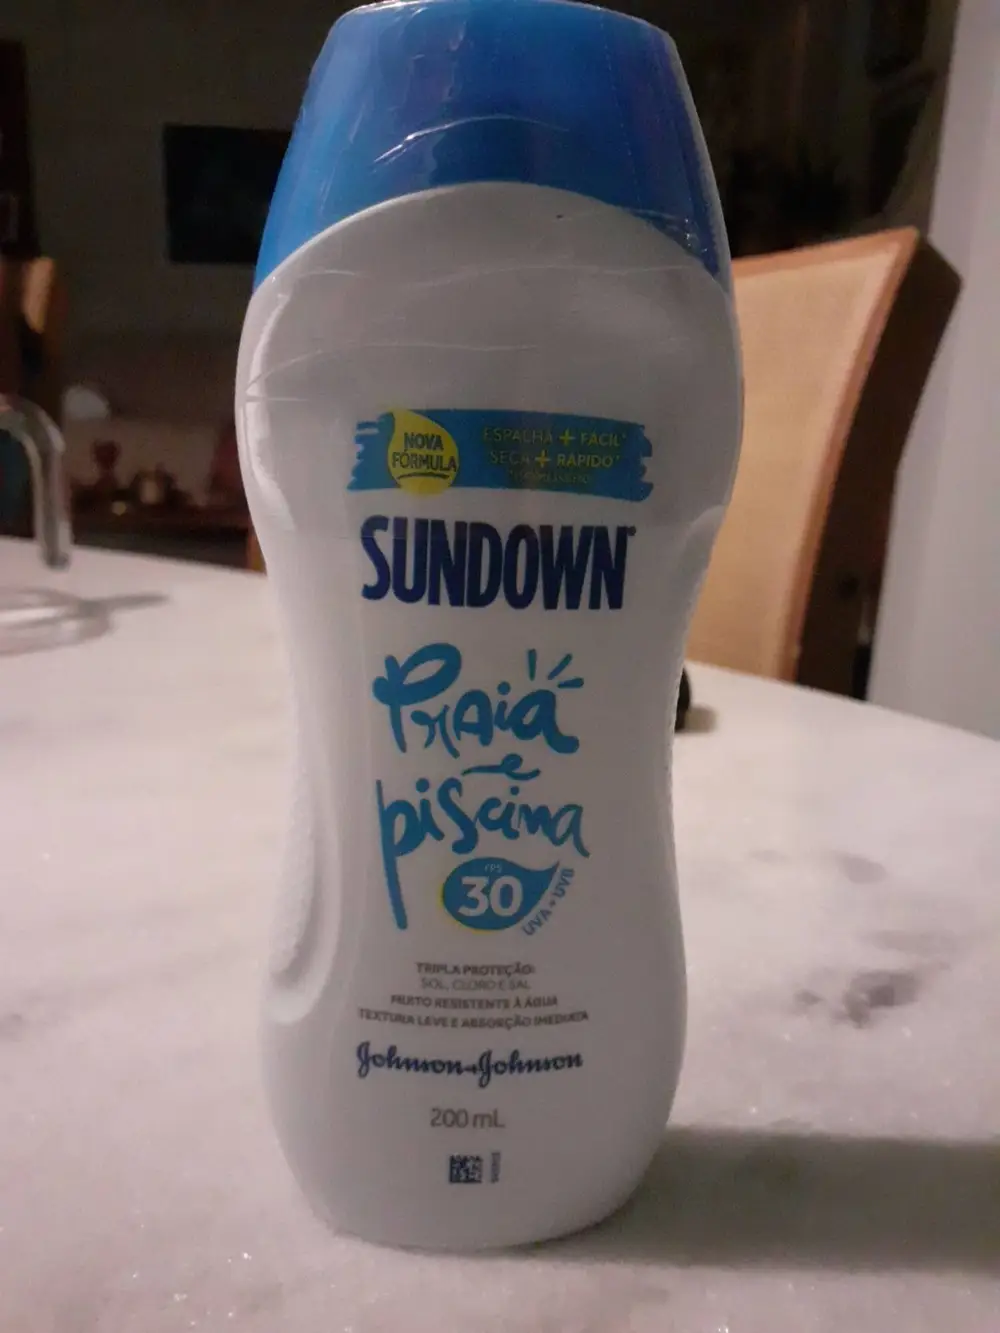 NOVA
FÓRMULA
ESPALHA + FÁCIL*
SECA + RÁPIDO*
SUNDOWN®
Praia
e
piscina
FPS
30
UVA + UVB
TRIPLA PROTEÇÃO:
SOL, CLORO E SAL
MUITO RESISTENTE À ÁGUA
TEXTURA LEVE E ABSORÇÃO IMEDIATA
Johnson+Johnson
200 mL